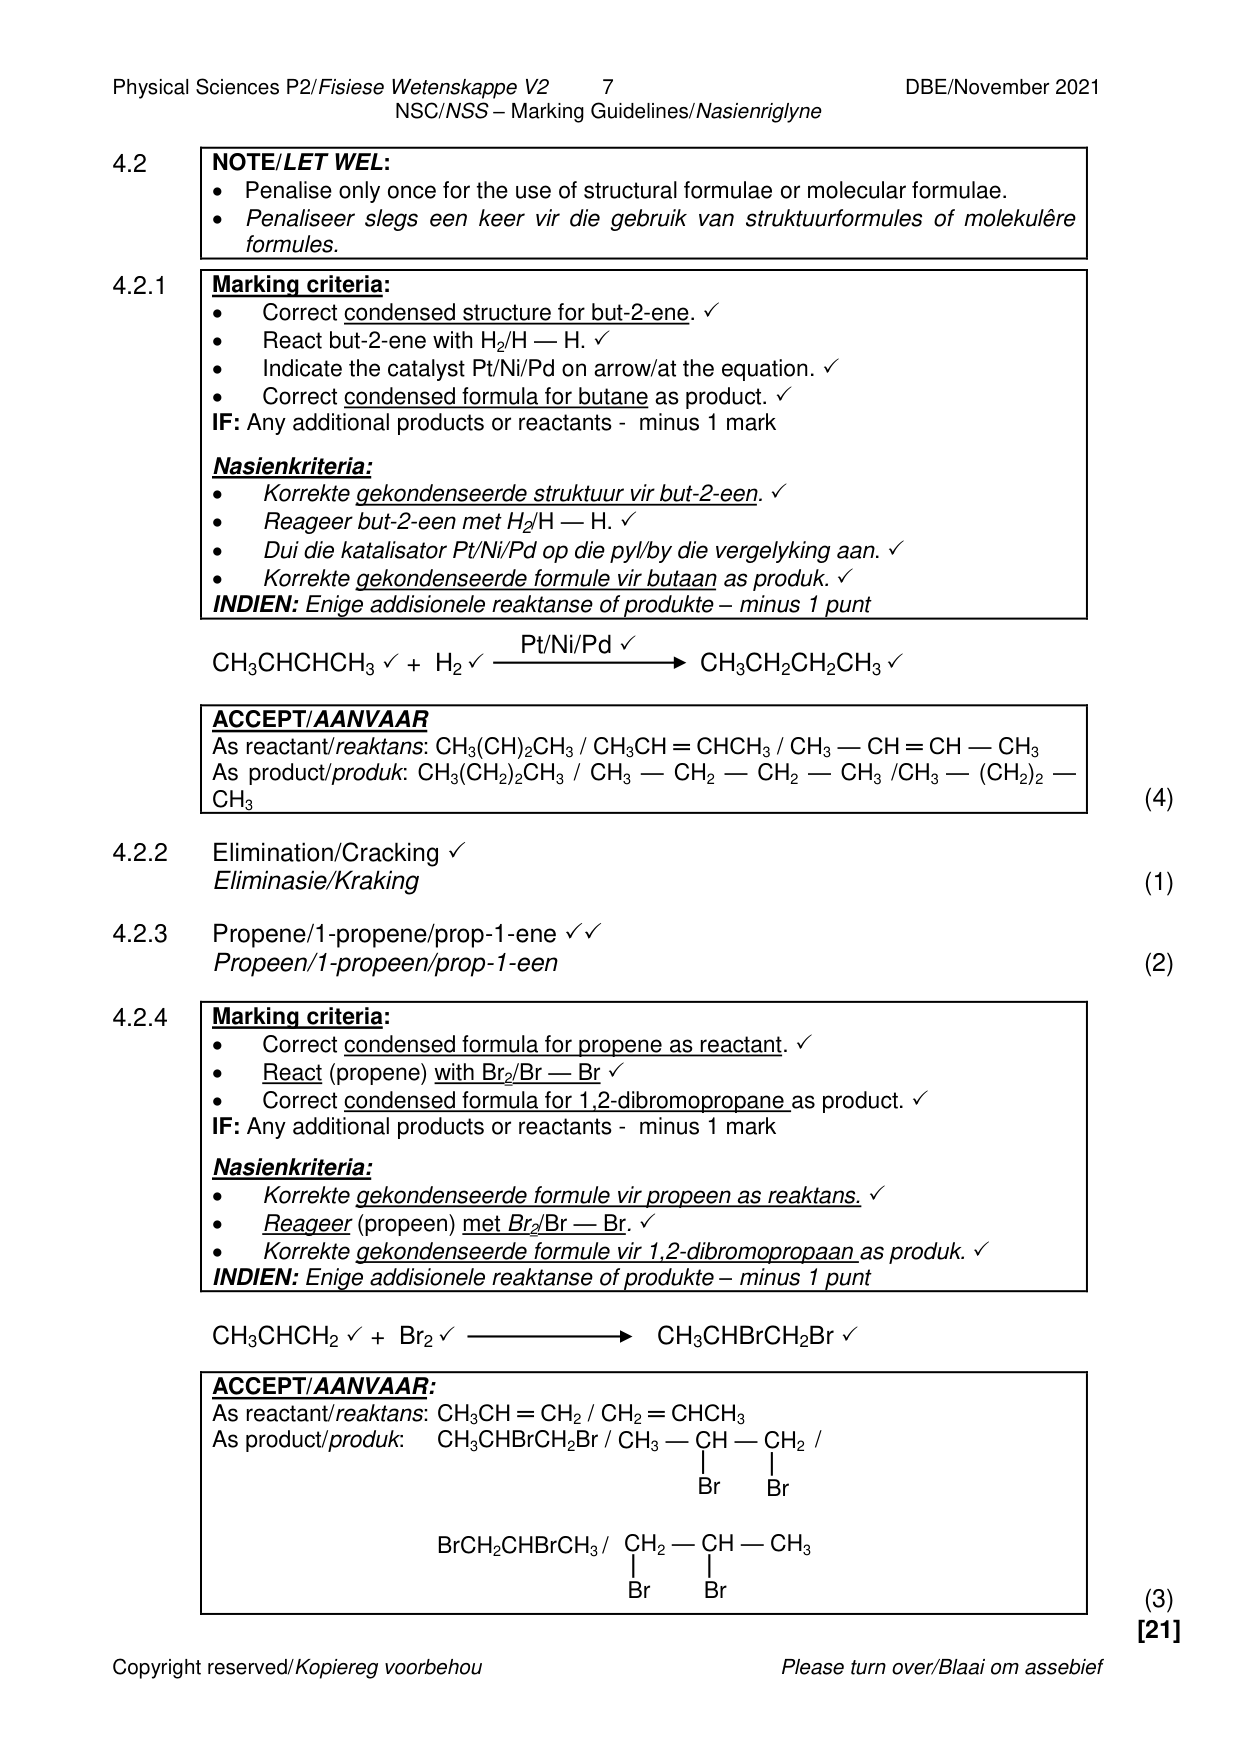 Physical Sciences P2/Fisiese Wetenskappe V2 7 DBE/November 2021
NSC/NSS – Marking Guidelines/Nasienriglyne
4.2 NOTE/LET WEL:
• Penalise only once for the use of structural formulae or molecular formulae.
• Penaliseer slegs een keer vir die gebruik van struktuurformules of molekulêre
formules.
4.2.1 Marking criteria:
• Correct condensed structure for but-2-ene. ✓
• React but-2-ene with H₂/H — H. ✓
• Indicate the catalyst Pt/Ni/Pd on arrow/at the equation. ✓
• Correct condensed formula for butane as product. ✓
IF: Any additional products or reactants - minus 1 mark
Nasienkriteria:
• Korrekte gekondenseerde struktuur vir but-2-een. ✓
• Reageer but-2-een met H₂/H — H. ✓
• Dui die katalisator Pt/Ni/Pd op die pyl/by die vergelyking aan. ✓
• Korrekte gekondenseerde formule vir butaan as produk. ✓
INDIEN: Enige addisionele reaktanse of produkte – minus 1 punt
Pt/Ni/Pd ✓
CH₃CHCHCH₃ ✓ + H₂ ✓ ⟶ CH₃CH₂CH₂CH₃ ✓
ACCEPT/AANVAAR
As reactant/reaktans: CH₃(CH)₂CH₃ / CH₃CH = CHCH₃ / CH₃ — CH = CH — CH₃
As product/produk: CH₃(CH₂)₂CH₃ / CH₃ — CH₂ — CH₂ — CH₃ /CH₃ — (CH₂)₂ —
CH₃ (4)
4.2.2 Elimination/Cracking ✓
Eliminasie/Kraking (1)
4.2.3 Propene/1-propene/prop-1-ene ✓✓
Propeen/1-propeen/prop-1-een (2)
4.2.4 Marking criteria:
• Correct condensed formula for propene as reactant. ✓
• React (propene) with Br₂/Br — Br ✓
• Correct condensed formula for 1,2-dibromopropane as product. ✓
IF: Any additional products or reactants - minus 1 mark
Nasienkriteria:
• Korrekte gekondenseerde formule vir propeen as reaktans. ✓
• Reageer (propeen) met Br₂/Br — Br. ✓
• Korrekte gekondenseerde formule vir 1,2-dibromopropaan as produk. ✓
INDIEN: Enige addisionele reaktanse of produkte – minus 1 punt
CH₃CHCH₂ ✓ + Br₂ ✓ ⟶ CH₃CHBrCH₂Br ✓
ACCEPT/AANVAAR:
As reactant/reaktans: CH₃CH = CH₂ / CH₂ = CHCH₃
As product/produk: CH₃CHBrCH₂Br / CH₃ — CH — CH₂ /
Br Br
BrCH₂CHBrCH₃ / CH₂ — CH — CH₃
Br Br
(3)
[21]
Copyright reserved/Kopiereg voorbehou Please turn over/Blaai om assebief